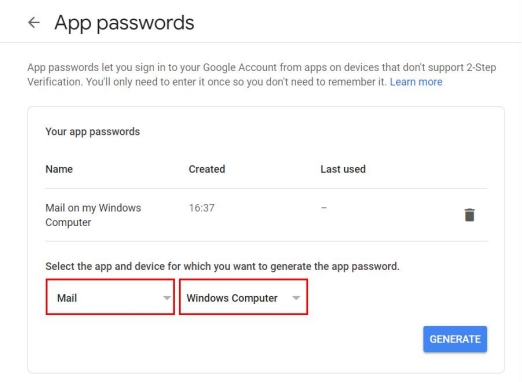 App passwords
App passwords let you sign in to your Google Account from apps on devices that don't support 2-Step
Verification. You'll only need to enter it once so you don't need to remember it. Learn more
Your app passwords
Name Created Last used
Mail on my Windows 16:37 –
Computer
Select the app and device for which you want to generate the app password.
Mail Windows Computer
GENERATE